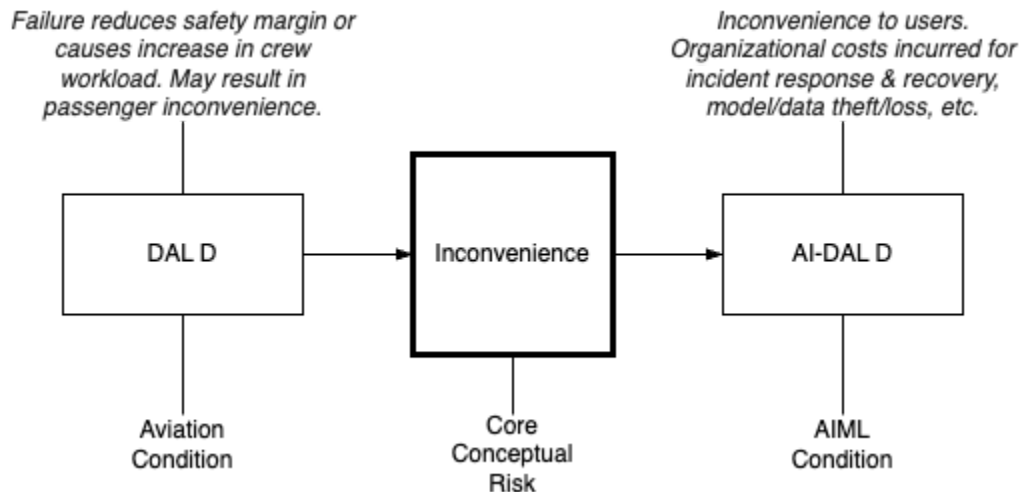 Failure reduces safety margin or
causes increase in crew
workload. May result in
passenger inconvenience.
Inconvenience to users.
Organizational costs incurred for
incident response & recovery,
model/data theft/loss, etc.
DAL D
Inconvenience
AI-DAL D
Aviation
Condition
Core
Conceptual
Risk
AIML
Condition